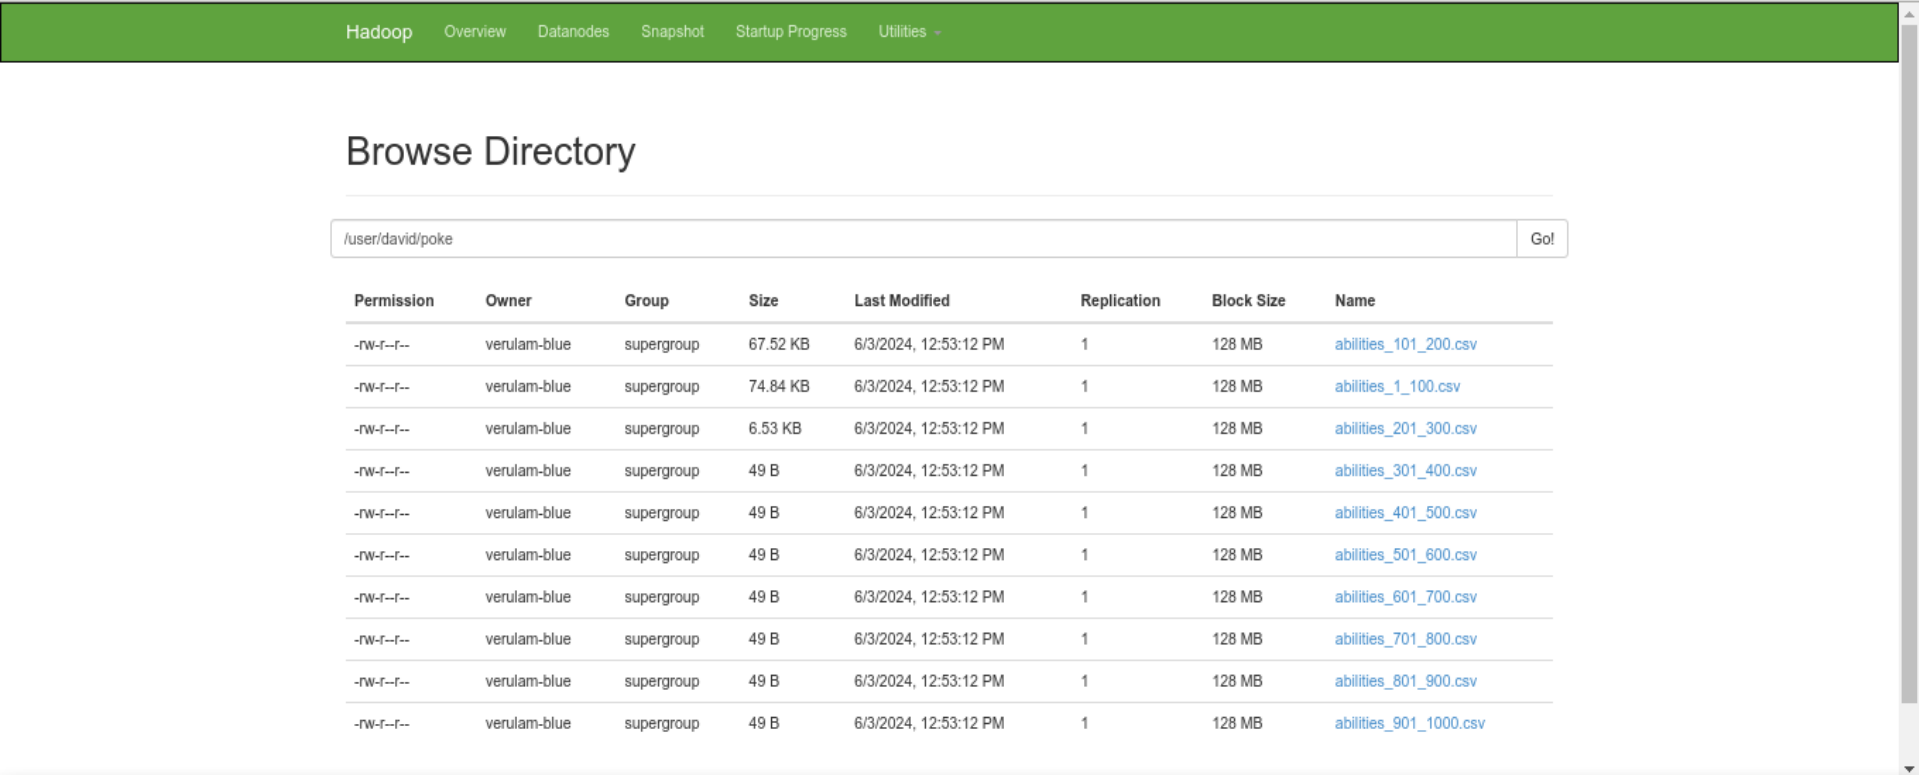 Hadoop Overview Datanodes Snapshot Startup Progress Utilities
Browse Directory
/user/david/poke Go!
Permission Owner Group Size Last Modified Replication Block Size Name
-rw-r--r-- verulam-blue supergroup 67.52 KB 6/3/2024, 12:53:12 PM 1 128 MB abilities_101_200.csv
-rw-r--r-- verulam-blue supergroup 74.84 KB 6/3/2024, 12:53:12 PM 1 128 MB abilities_1_100.csv
-rw-r--r-- verulam-blue supergroup 6.53 KB 6/3/2024, 12:53:12 PM 1 128 MB abilities_201_300.csv
-rw-r--r-- verulam-blue supergroup 49 B 6/3/2024, 12:53:12 PM 1 128 MB abilities_301_400.csv
-rw-r--r-- verulam-blue supergroup 49 B 6/3/2024, 12:53:12 PM 1 128 MB abilities_401_500.csv
-rw-r--r-- verulam-blue supergroup 49 B 6/3/2024, 12:53:12 PM 1 128 MB abilities_501_600.csv
-rw-r--r-- verulam-blue supergroup 49 B 6/3/2024, 12:53:12 PM 1 128 MB abilities_601_700.csv
-rw-r--r-- verulam-blue supergroup 49 B 6/3/2024, 12:53:12 PM 1 128 MB abilities_701_800.csv
-rw-r--r-- verulam-blue supergroup 49 B 6/3/2024, 12:53:12 PM 1 128 MB abilities_801_900.csv
-rw-r--r-- verulam-blue supergroup 49 B 6/3/2024, 12:53:12 PM 1 128 MB abilities_901_1000.csv